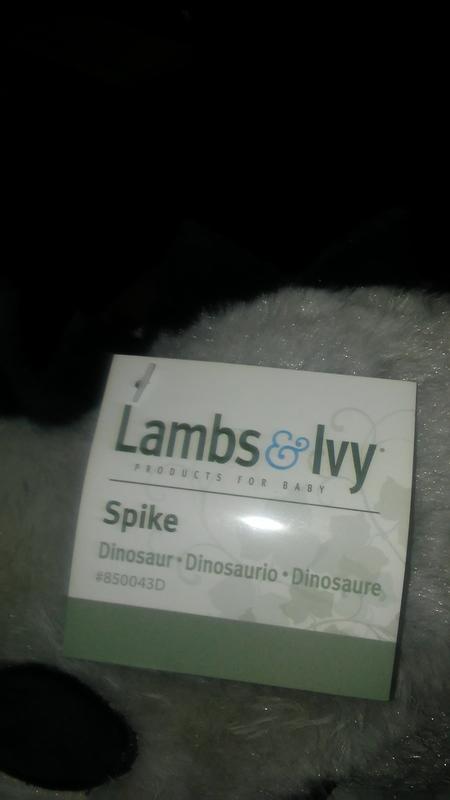 Lambs & Ivy
PRODUCTS FOR BABY
Spike
Dinosaur • Dinosaurio • Dinosaure
#850043D